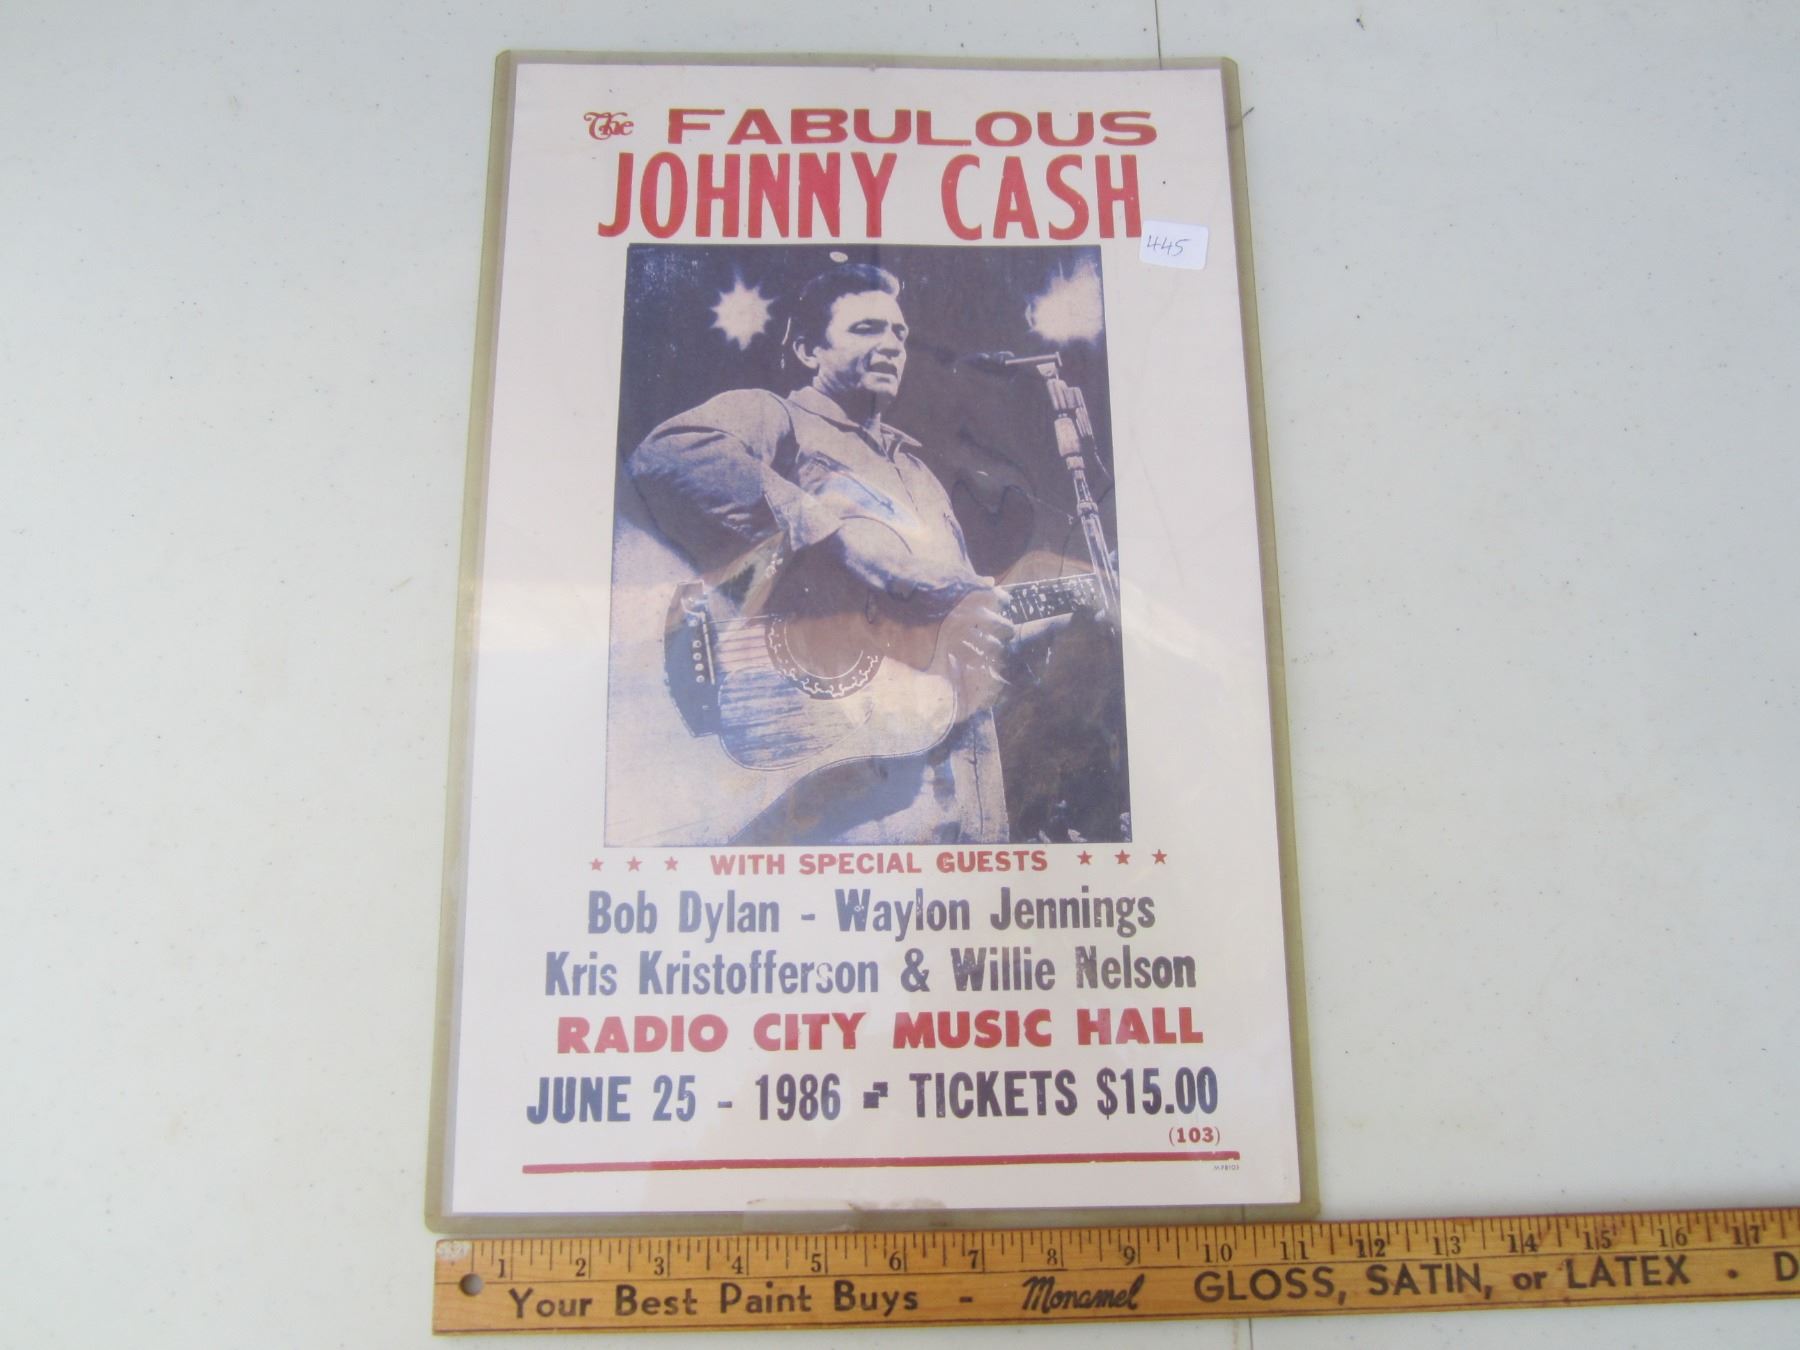 The FABULOUS
JOHNNY CASH
445
★ ★ ★ WITH SPECIAL GUESTS ★ ★ ★
Bob Dylan - Waylon Jennings
Kris Kristofferson & Willie Nelson
RADIO CITY MUSIC HALL
JUNE 25 - 1986 - TICKETS $15.00
(103)
1 2 3 4 5 6 7 8 9 10 11 12 13 14 15 16 17
Your Best Paint Buys - Monamel GLOSS, SATIN, or LATEX • D